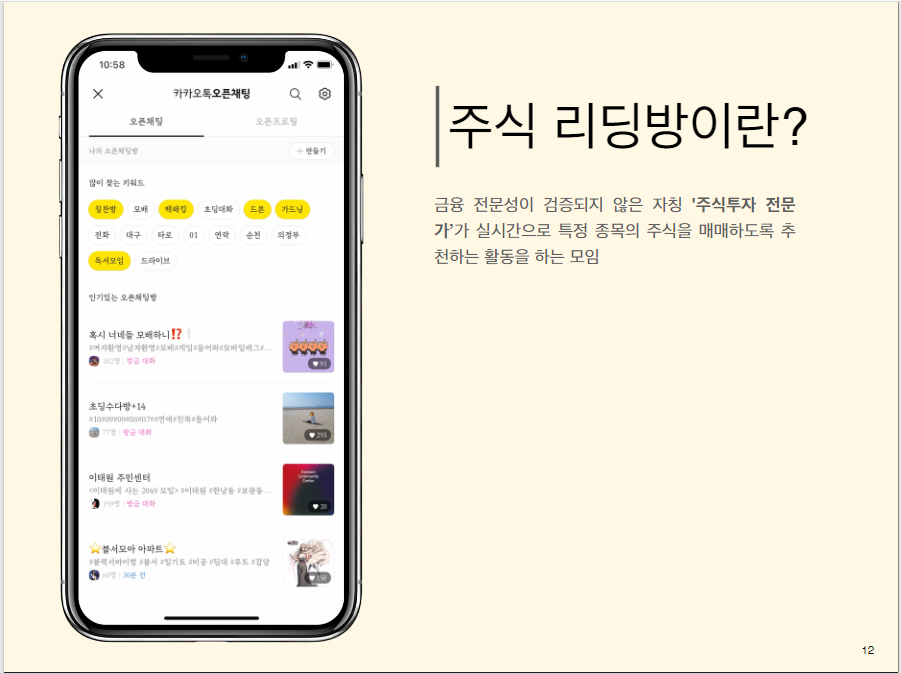 10:58
카카오톡오픈채팅
오픈채팅
오픈프로필
나의 오픈채팅방
+ 만들기
많이 찾는 키워드
칭찬방 모배 백패킹 초딩대화 드론 가드닝
전화 대구 타로 01 연락 순천 의정부
독서모임 드라이브
인기있는 오픈채팅방
혹시 너네들 모배하니⁉️❕
#여자환영#남자환영#모배#게임#들어와#모바일배그#...
162명 | 방금 대화
91
초딩수다방+14
#10#09#09#08#07##연애#친목#들어와
77명 | 방금 대화
255
이태원 주민센터
<이태원에 사는 2049 모임> #이태원 #한남동 #보광동...
159명 | 방금 대화
Community
Center
20
⭐블서모아 아파트⭐
#블랙서바이벌 #블서 #일기토 #비공 #팀대 #루트 #잡담
60명 | 30분 전
150
주식 리딩방이란?
금융 전문성이 검증되지 않은 자칭 '주식투자 전문
가'가 실시간으로 특정 종목의 주식을 매매하도록 추
천하는 활동을 하는 모임
12